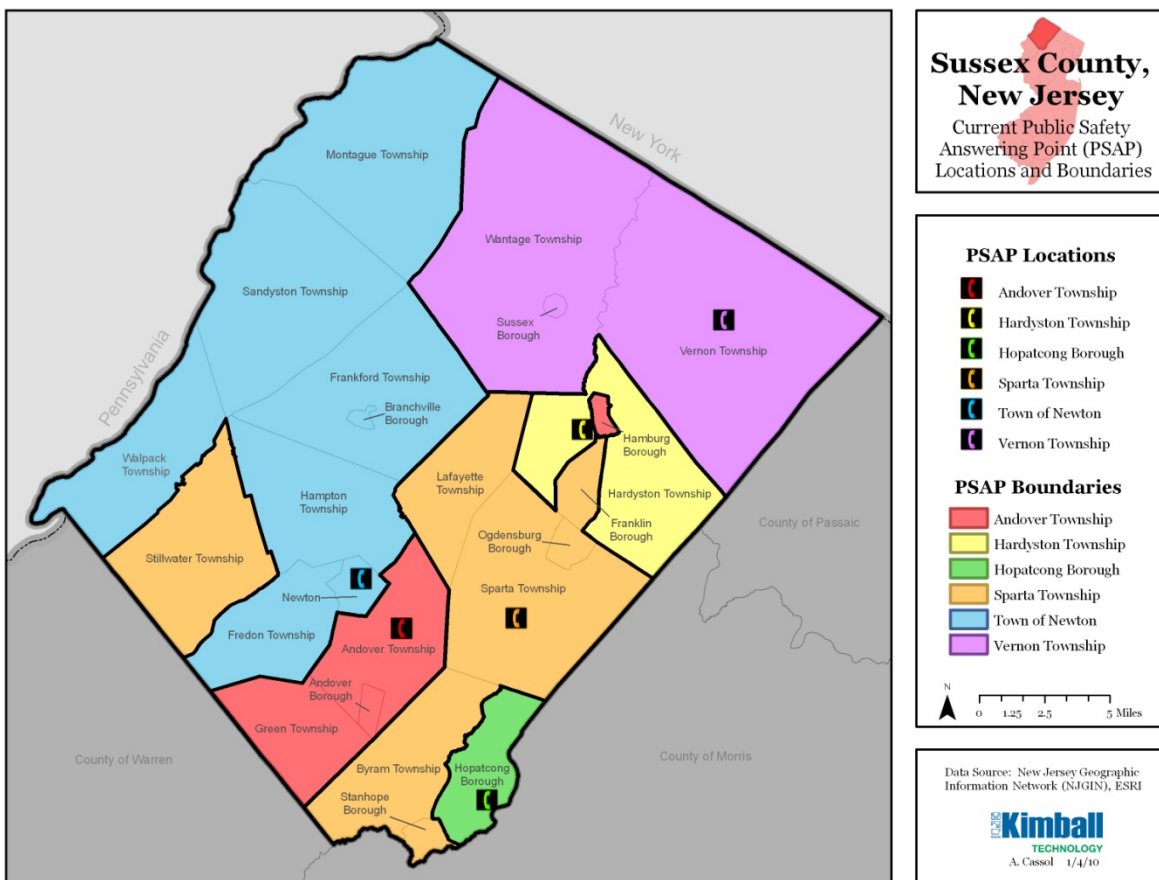 Sussex County,
New Jersey
Current Public Safety
Answering Point (PSAP)
Locations and Boundaries
New York
Pennsylvania
Montague Township
Wantage Township
Sandyston Township
Sussex
Borough
Vernon Township
Frankford Township
Branchville
Borough
Walpack
Township
Hamburg
Borough
Lafayette
Township
Hampton
Township
Hardyston Township
Franklin
Borough
County of Passaic
Ogdensburg
Borough
Stillwater Township
Newton
Sparta Township
Fredon Township
Andover Township
Andover
Borough
Green Township
County of Warren
Byram Township
Hopatcong
Borough
County of Morris
Stanhope
Borough
PSAP Locations
Andover Township
Hardyston Township
Hopatcong Borough
Sparta Township
Town of Newton
Vernon Township
PSAP Boundaries
Andover Township
Hardyston Township
Hopatcong Borough
Sparta Township
Town of Newton
Vernon Township
N
0 1.25 2.5 5 Miles
Data Source: New Jersey Geographic
Information Network (NJGIN), ESRI
Kimball
TECHNOLOGY
A. Cassol 1/4/10